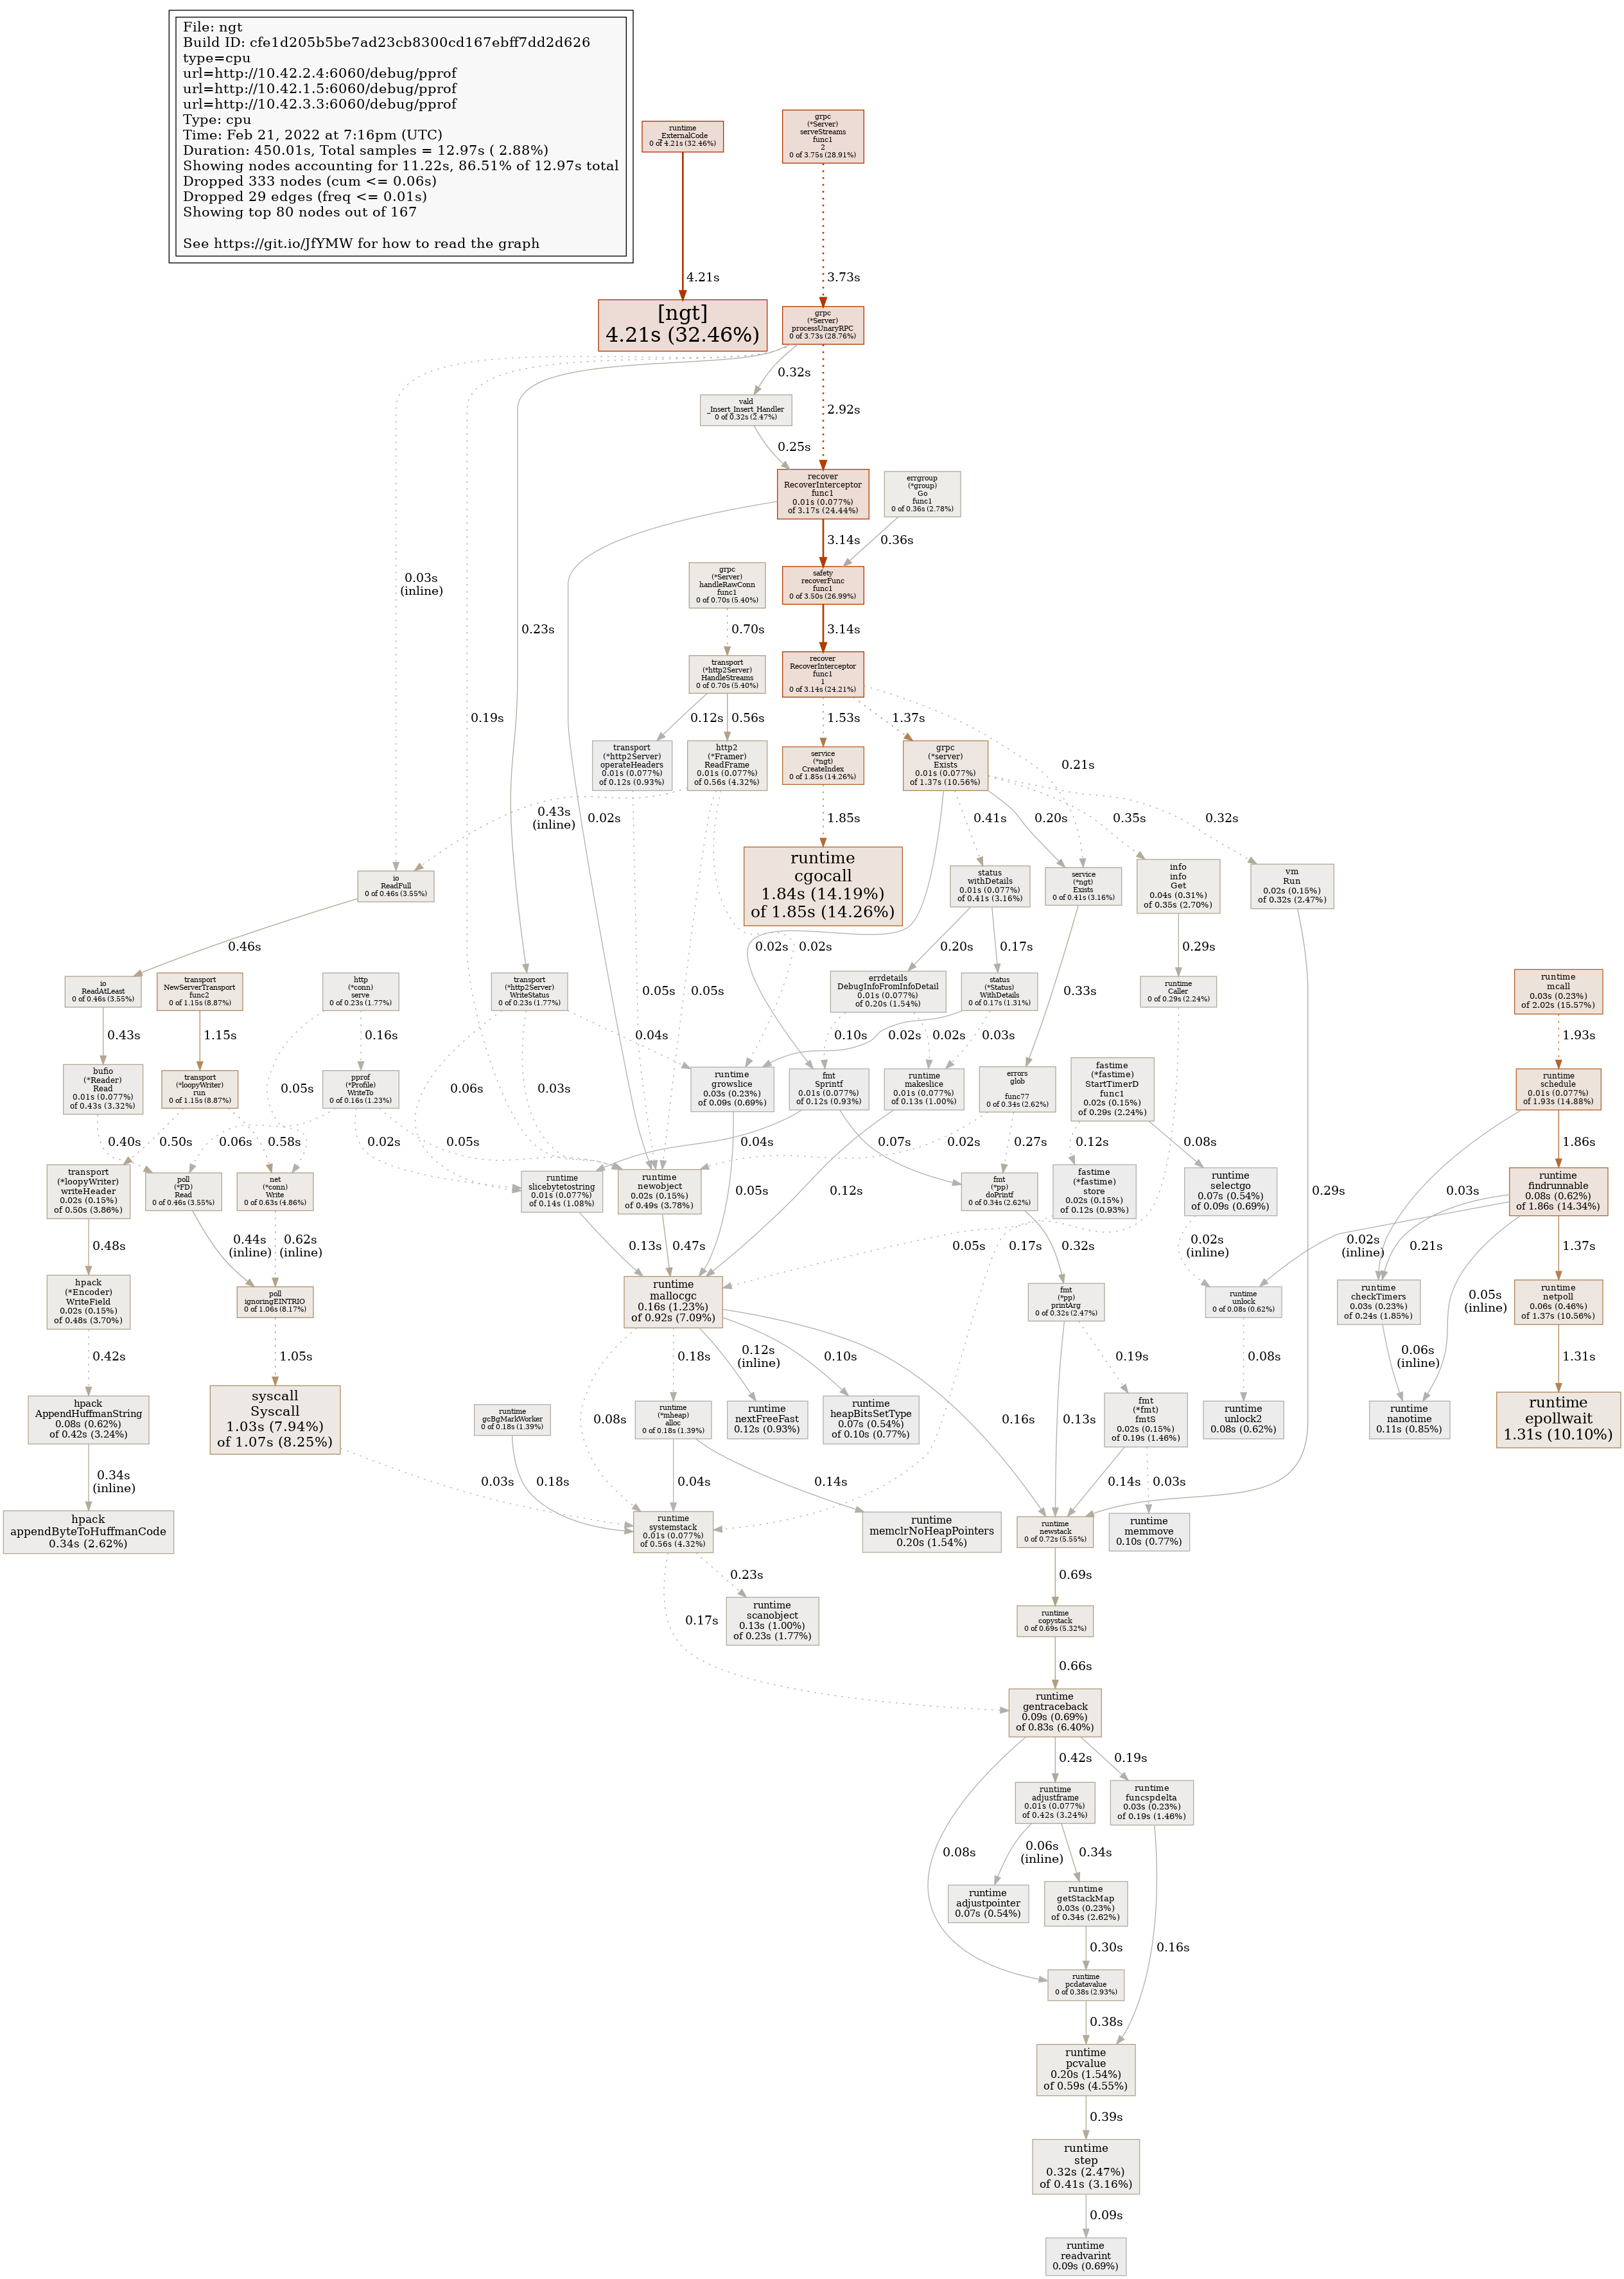 File: ngt
Build ID: cfe1d205b5be7ad23cb8300cd167ebff7dd2d626
type=cpu
url=http://10.42.2.4:6060/debug/pprof
url=http://10.42.1.5:6060/debug/pprof
url=http://10.42.3.3:6060/debug/pprof
Type: cpu
Time: Feb 21, 2022 at 7:16pm (UTC)
Duration: 450.01s, Total samples = 12.97s ( 2.88%)
Showing nodes accounting for 11.22s, 86.51% of 12.97s total
Dropped 333 nodes (cum <= 0.06s)
Dropped 29 edges (freq <= 0.01s)
Showing top 80 nodes out of 167
See https://git.io/JfYMW for how to read the graph
runtime
_ExternalCode
0 of 4.21s (32.46%)
grpc
(*Server)
serveStreams
func1
2
0 of 3.75s (28.91%)
4.21s
3.73s
[ngt]
4.21s (32.46%)
grpc
(*Server)
processUnaryRPC
0 of 3.73s (28.76%)
0.32s
2.92s
vald
_Insert_Insert_Handler
0 of 0.32s (2.47%)
0.25s
recover
RecoverInterceptor
func1
0.01s (0.077%)
of 3.17s (24.44%)
errgroup
(*group)
Go
func1
0 of 0.36s (2.78%)
3.14s
0.36s
0.03s
(inline)
grpc
(*Server)
handleRawConn
func1
0 of 0.70s (5.40%)
safety
recoverFunc
func1
0 of 3.50s (26.99%)
0.23s
0.70s
3.14s
transport
(*http2Server)
HandleStreams
0 of 0.70s (5.40%)
recover
RecoverInterceptor
func1
1
0 of 3.14s (24.21%)
0.19s
0.12s
0.56s
1.53s
1.37s
0.21s
transport
(*http2Server)
operateHeaders
0.01s (0.077%)
of 0.12s (0.93%)
http2
(*Framer)
ReadFrame
0.01s (0.077%)
of 0.56s (4.32%)
service
(*ngt)
CreateIndex
0 of 1.85s (14.26%)
grpc
(*server)
Exists
0.01s (0.077%)
of 1.37s (10.56%)
0.43s
(inline)
0.02s
1.85s
0.41s
0.20s
0.35s
0.32s
io
ReadFull
0 of 0.46s (3.55%)
runtime
cgocall
1.84s (14.19%)
of 1.85s (14.26%)
status
withDetails
0.01s (0.077%)
of 0.41s (3.16%)
service
(*ngt)
Exists
0 of 0.41s (3.16%)
info
info
Get
0.04s (0.31%)
of 0.35s (2.70%)
vm
Run
0.02s (0.15%)
of 0.32s (2.47%)
0.46s
0.02s
0.02s
0.20s
0.17s
0.29s
io
ReadAtLeast
0 of 0.46s (3.55%)
transport
NewServerTransport
func2
0 of 1.15s (8.87%)
http
(*conn)
serve
0 of 0.23s (1.77%)
transport
(*http2Server)
WriteStatus
0 of 0.23s (1.77%)
0.05s
0.05s
errdetails
DebugInfoFromInfoDetail
0.01s (0.077%)
of 0.20s (1.54%)
status
(*Status)
WithDetails
0 of 0.17s (1.31%)
0.33s
runtime
Caller
0 of 0.29s (2.24%)
runtime
mcall
0.03s (0.23%)
of 2.02s (15.57%)
0.43s
1.15s
0.16s
0.04s
0.10s
0.02s
0.02s
0.03s
1.93s
bufio
(*Reader)
Read
0.01s (0.077%)
of 0.43s (3.32%)
transport
(*loopyWriter)
run
0 of 1.15s (8.87%)
0.05s
pprof
(*Profile)
WriteTo
0 of 0.16s (1.23%)
0.06s
0.03s
runtime
growslice
0.03s (0.23%)
of 0.09s (0.69%)
fmt
Sprintf
0.01s (0.077%)
of 0.12s (0.93%)
runtime
makeslice
0.01s (0.077%)
of 0.13s (1.00%)
errors
glob

func77
0 of 0.34s (2.62%)
fastime
(*fastime)
StartTimerD
func1
0.02s (0.15%)
of 0.29s (2.24%)
runtime
schedule
0.01s (0.077%)
of 1.93s (14.88%)
0.40s
0.50s
0.06s
0.58s
0.02s
0.05s
0.04s
0.07s
0.02s
0.27s
0.12s
0.08s
1.86s
transport
(*loopyWriter)
writeHeader
0.02s (0.15%)
of 0.50s (3.86%)
poll
(*FD)
Read
0 of 0.46s (3.55%)
net
(*conn)
Write
0 of 0.63s (4.86%)
runtime
slicebytetostring
0.01s (0.077%)
of 0.14s (1.08%)
runtime
newobject
0.02s (0.15%)
of 0.49s (3.78%)
0.05s
0.12s
fmt
(*pp)
doPrintf
0 of 0.34s (2.62%)
fastime
(*fastime)
store
0.02s (0.15%)
of 0.12s (0.93%)
runtime
selectgo
0.07s (0.54%)
of 0.09s (0.69%)
0.29s
0.03s
runtime
findrunnable
0.08s (0.62%)
of 1.86s (14.34%)
0.48s
0.44s
(inline)
0.62s
(inline)
0.13s
0.47s
0.05s
0.17s
0.32s
0.02s
(inline)
0.02s
(inline)
0.21s
1.37s
hpack
(*Encoder)
WriteField
0.02s (0.15%)
of 0.48s (3.70%)
poll
ignoringEINTRIO
0 of 1.06s (8.17%)
runtime
mallocgc
0.16s (1.23%)
of 0.92s (7.09%)
fmt
(*pp)
printArg
0 of 0.32s (2.47%)
runtime
unlock
0 of 0.08s (0.62%)
runtime
checkTimers
0.03s (0.23%)
of 0.24s (1.85%)
0.05s
(inline)
runtime
netpoll
0.06s (0.46%)
of 1.37s (10.56%)
0.42s
1.05s
0.18s
0.12s
(inline)
0.10s
0.19s
0.08s
0.06s
(inline)
1.31s
hpack
AppendHuffmanString
0.08s (0.62%)
of 0.42s (3.24%)
syscall
Syscall
1.03s (7.94%)
of 1.07s (8.25%)
runtime
gcBgMarkWorker
0 of 0.18s (1.39%)
0.08s
runtime
(*mheap)
alloc
0 of 0.18s (1.39%)
runtime
nextFreeFast
0.12s (0.93%)
runtime
heapBitsSetType
0.07s (0.54%)
of 0.10s (0.77%)
0.16s
0.13s
fmt
(*fmt)
fmtS
0.02s (0.15%)
of 0.19s (1.46%)
runtime
unlock2
0.08s (0.62%)
runtime
nanotime
0.11s (0.85%)
runtime
epollwait
1.31s (10.10%)
0.34s
(inline)
0.03s
0.18s
0.04s
0.14s
0.14s
0.03s
hpack
appendByteToHuffmanCode
0.34s (2.62%)
runtime
systemstack
0.01s (0.077%)
of 0.56s (4.32%)
runtime
memclrNoHeapPointers
0.20s (1.54%)
runtime
newstack
0 of 0.72s (5.55%)
runtime
memmove
0.10s (0.77%)
0.23s
0.69s
0.17s
runtime
scanobject
0.13s (1.00%)
of 0.23s (1.77%)
runtime
copystack
0 of 0.69s (5.32%)
0.66s
runtime
gentraceback
0.09s (0.69%)
of 0.83s (6.40%)
0.42s
0.19s
runtime
adjustframe
0.01s (0.077%)
of 0.42s (3.24%)
runtime
funcspdelta
0.03s (0.23%)
of 0.19s (1.46%)
0.08s
0.06s
(inline)
0.34s
runtime
adjustpointer
0.07s (0.54%)
runtime
getStackMap
0.03s (0.23%)
of 0.34s (2.62%)
0.30s
0.16s
runtime
pcdatavalue
0 of 0.38s (2.93%)
0.38s
runtime
pcvalue
0.20s (1.54%)
of 0.59s (4.55%)
0.39s
runtime
step
0.32s (2.47%)
of 0.41s (3.16%)
0.09s
runtime
readvarint
0.09s (0.69%)